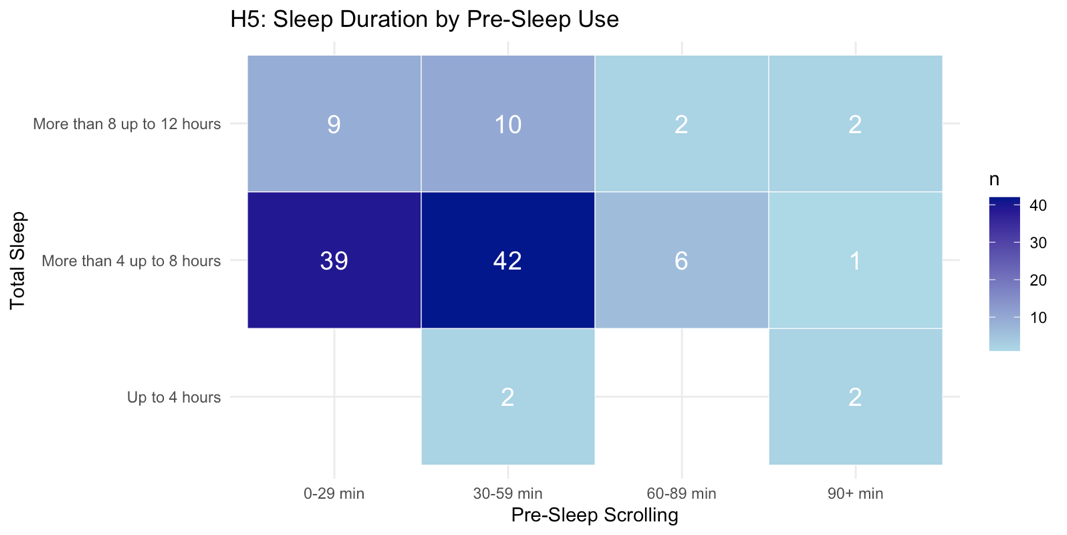 H5: Sleep Duration by Pre-Sleep Use
More than 8 up to 12 hours
9
10
2
2
More than 4 up to 8 hours
39
42
6
1
Up to 4 hours
2
2
0-29 min
30-59 min
60-89 min
90+ min
Pre-Sleep Scrolling
Total Sleep
n
40
30
20
10